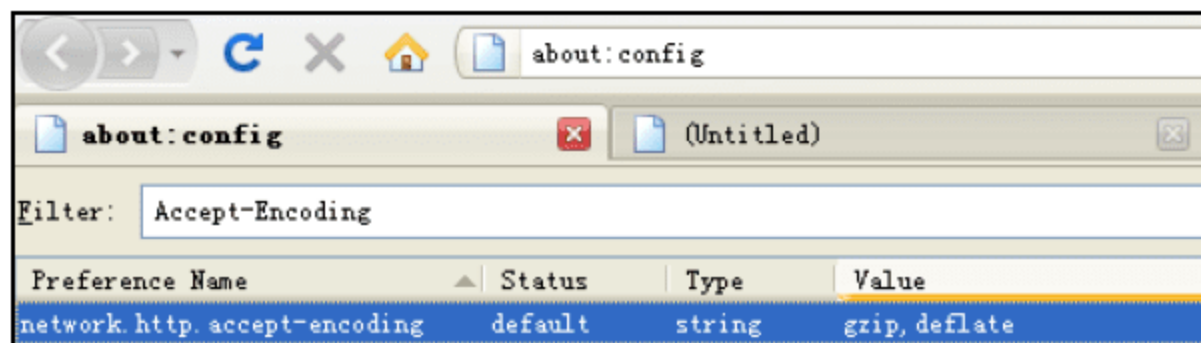 about:config
about:config (Untitled)
Filter: Accept-Encoding
Preference Name Status Type Value
network.http.accept-encoding default string gzip,deflate